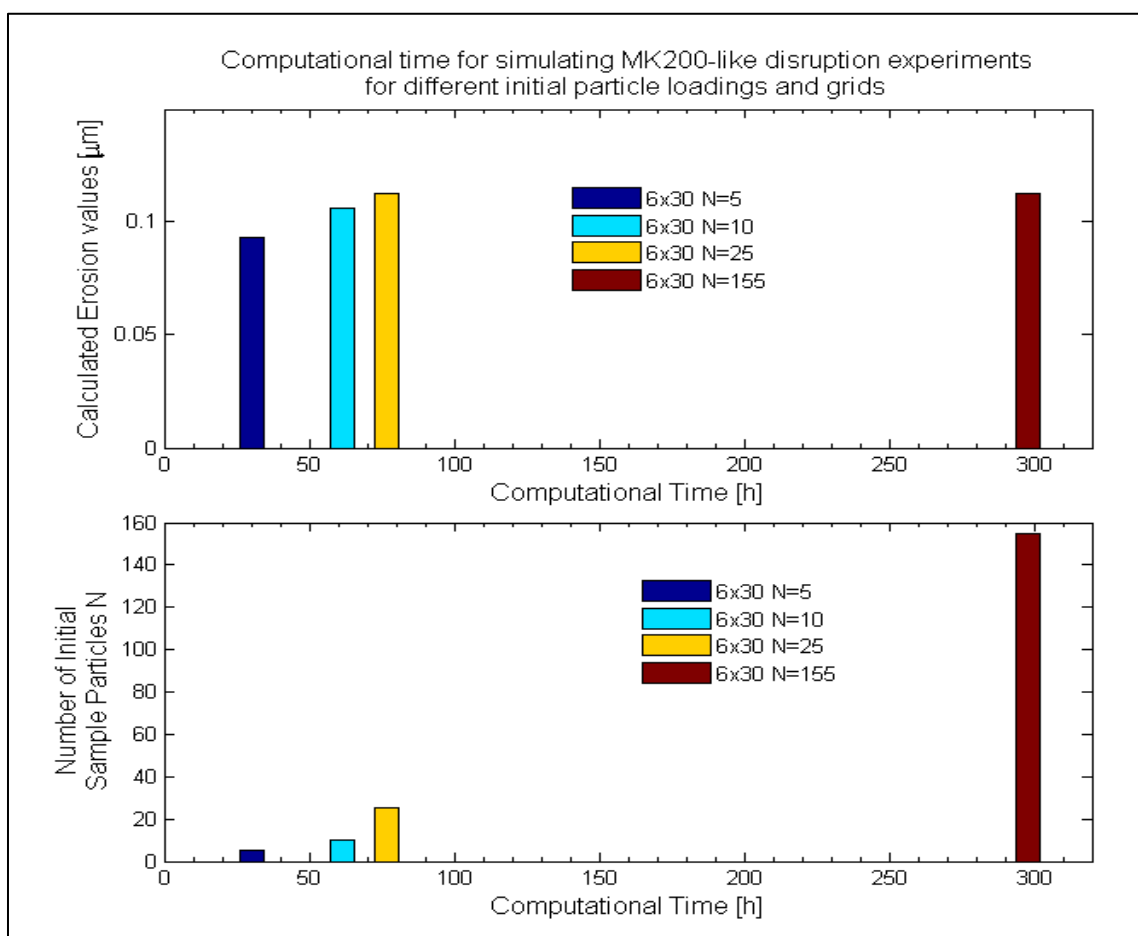 Computational time for simulating MK200-like disruption experiments
for different initial particle loadings and grids
Calculated Erosion values [μm]
0.1
0.05
0
6x30 N=5
6x30 N=10
6x30 N=25
6x30 N=155
0 50 100 150 200 250 300
Computational Time [h]
Number of Initial
Sample Particles N
160
140
120
100
80
60
40
20
0
6x30 N=5
6x30 N=10
6x30 N=25
6x30 N=155
0 50 100 150 200 250 300
Computational Time [h]